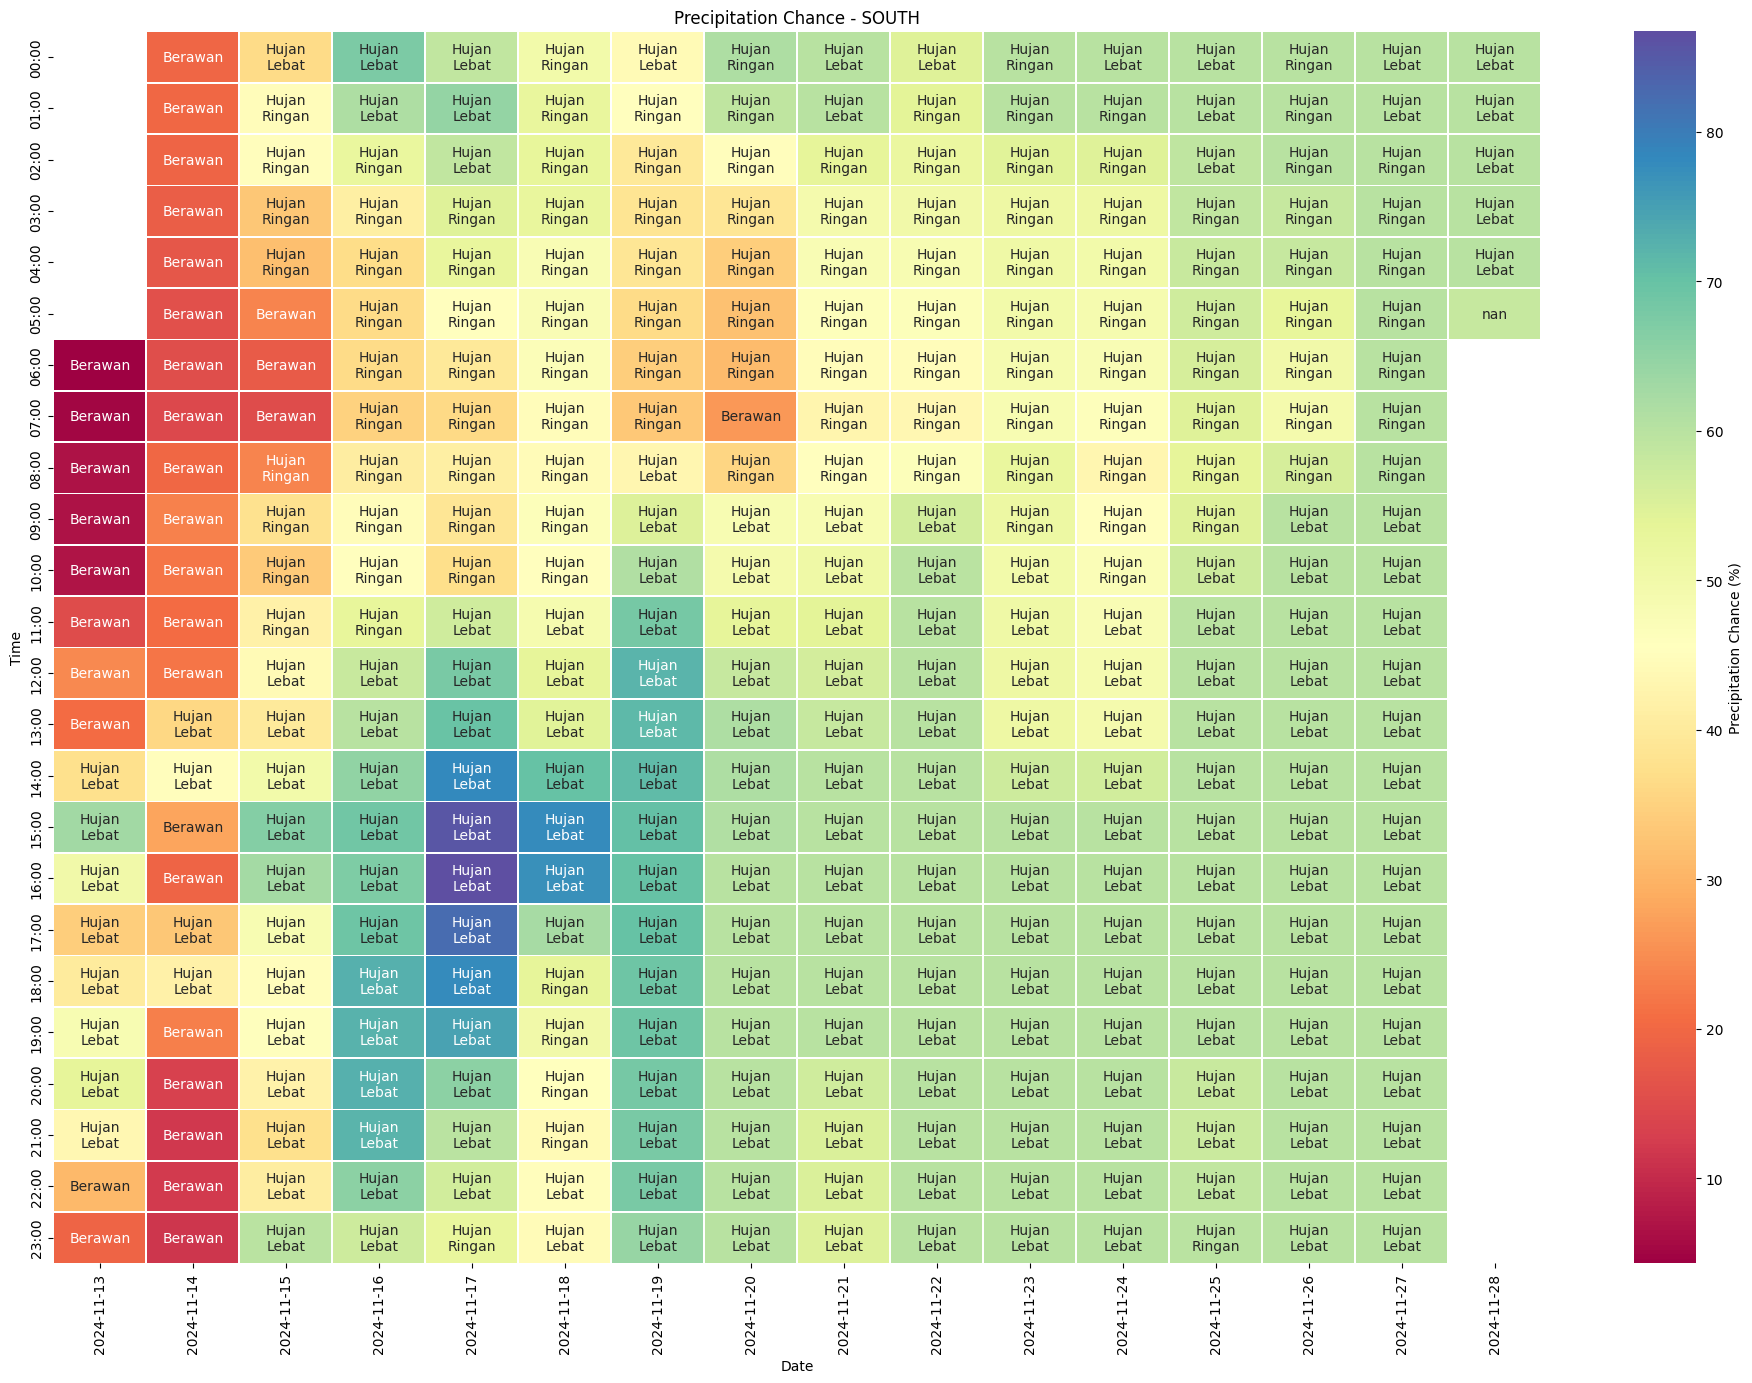 Precipitation Chance - SOUTH
00:00 Berawan Hujan Lebat Hujan Lebat Hujan Lebat Hujan Ringan Hujan Lebat Hujan Ringan Hujan Lebat Hujan Lebat Hujan Ringan Hujan Lebat Hujan Lebat Hujan Ringan Hujan Lebat Hujan Lebat
01:00 Berawan Hujan Ringan Hujan Lebat Hujan Lebat Hujan Ringan Hujan Ringan Hujan Ringan Hujan Lebat Hujan Ringan Hujan Ringan Hujan Ringan Hujan Lebat Hujan Ringan Hujan Lebat Hujan Lebat
02:00 Berawan Hujan Ringan Hujan Ringan Hujan Lebat Hujan Ringan Hujan Ringan Hujan Ringan Hujan Ringan Hujan Ringan Hujan Ringan Hujan Ringan Hujan Lebat Hujan Ringan Hujan Ringan Hujan Lebat
03:00 Berawan Hujan Ringan Hujan Ringan Hujan Ringan Hujan Ringan Hujan Ringan Hujan Ringan Hujan Ringan Hujan Ringan Hujan Ringan Hujan Ringan Hujan Ringan Hujan Ringan Hujan Ringan Hujan Lebat
04:00 Berawan Hujan Ringan Hujan Ringan Hujan Ringan Hujan Ringan Hujan Ringan Hujan Ringan Hujan Ringan Hujan Ringan Hujan Ringan Hujan Ringan Hujan Ringan Hujan Ringan Hujan Ringan Hujan Lebat
05:00 Berawan Berawan Hujan Ringan Hujan Ringan Hujan Ringan Hujan Ringan Hujan Ringan Hujan Ringan Hujan Ringan Hujan Ringan Hujan Ringan Hujan Ringan Hujan Ringan Hujan Ringan nan
06:00 Berawan Berawan Berawan Hujan Ringan Hujan Ringan Hujan Ringan Hujan Ringan Hujan Ringan Hujan Ringan Hujan Ringan Hujan Ringan Hujan Ringan Hujan Ringan Hujan Ringan Hujan Ringan
07:00 Berawan Berawan Berawan Hujan Ringan Hujan Ringan Hujan Ringan Hujan Ringan Berawan Hujan Ringan Hujan Ringan Hujan Ringan Hujan Ringan Hujan Ringan Hujan Ringan Hujan Ringan
08:00 Berawan Berawan Hujan Ringan Hujan Ringan Hujan Ringan Hujan Ringan Hujan Lebat Hujan Ringan Hujan Ringan Hujan Ringan Hujan Ringan Hujan Ringan Hujan Ringan Hujan Ringan Hujan Ringan
09:00 Berawan Berawan Hujan Ringan Hujan Ringan Hujan Ringan Hujan Ringan Hujan Lebat Hujan Lebat Hujan Lebat Hujan Lebat Hujan Ringan Hujan Ringan Hujan Ringan Hujan Lebat Hujan Lebat
10:00 Berawan Berawan Hujan Ringan Hujan Ringan Hujan Ringan Hujan Ringan Hujan Lebat Hujan Lebat Hujan Lebat Hujan Lebat Hujan Lebat Hujan Ringan Hujan Lebat Hujan Lebat Hujan Lebat
11:00 Berawan Berawan Hujan Ringan Hujan Ringan Hujan Lebat Hujan Lebat Hujan Lebat Hujan Lebat Hujan Lebat Hujan Lebat Hujan Lebat Hujan Lebat Hujan Lebat Hujan Lebat Hujan Lebat
12:00 Berawan Berawan Hujan Lebat Hujan Lebat Hujan Lebat Hujan Lebat Hujan Lebat Hujan Lebat Hujan Lebat Hujan Lebat Hujan Lebat Hujan Lebat Hujan Lebat Hujan Lebat Hujan Lebat
13:00 Berawan Hujan Lebat Hujan Lebat Hujan Lebat Hujan Lebat Hujan Lebat Hujan Lebat Hujan Lebat Hujan Lebat Hujan Lebat Hujan Lebat Hujan Lebat Hujan Lebat Hujan Lebat Hujan Lebat
14:00 Hujan Lebat Hujan Lebat Hujan Lebat Hujan Lebat Hujan Lebat Hujan Lebat Hujan Lebat Hujan Lebat Hujan Lebat Hujan Lebat Hujan Lebat Hujan Lebat Hujan Lebat Hujan Lebat Hujan Lebat
15:00 Hujan Lebat Berawan Hujan Lebat Hujan Lebat Hujan Lebat Hujan Lebat Hujan Lebat Hujan Lebat Hujan Lebat Hujan Lebat Hujan Lebat Hujan Lebat Hujan Lebat Hujan Lebat Hujan Lebat
16:00 Hujan Lebat Berawan Hujan Lebat Hujan Lebat Hujan Lebat Hujan Lebat Hujan Lebat Hujan Lebat Hujan Lebat Hujan Lebat Hujan Lebat Hujan Lebat Hujan Lebat Hujan Lebat Hujan Lebat
17:00 Hujan Lebat Hujan Lebat Hujan Lebat Hujan Lebat Hujan Lebat Hujan Lebat Hujan Lebat Hujan Lebat Hujan Lebat Hujan Lebat Hujan Lebat Hujan Lebat Hujan Lebat Hujan Lebat Hujan Lebat
18:00 Hujan Lebat Hujan Lebat Hujan Lebat Hujan Lebat Hujan Lebat Hujan Ringan Hujan Lebat Hujan Lebat Hujan Lebat Hujan Lebat Hujan Lebat Hujan Lebat Hujan Lebat Hujan Lebat Hujan Lebat
19:00 Hujan Lebat Berawan Hujan Lebat Hujan Lebat Hujan Lebat Hujan Ringan Hujan Lebat Hujan Lebat Hujan Lebat Hujan Lebat Hujan Lebat Hujan Lebat Hujan Lebat Hujan Lebat Hujan Lebat
20:00 Hujan Lebat Berawan Hujan Lebat Hujan Lebat Hujan Lebat Hujan Ringan Hujan Lebat Hujan Lebat Hujan Lebat Hujan Lebat Hujan Lebat Hujan Lebat Hujan Lebat Hujan Lebat Hujan Lebat
21:00 Hujan Lebat Berawan Hujan Lebat Hujan Lebat Hujan Lebat Hujan Ringan Hujan Lebat Hujan Lebat Hujan Lebat Hujan Lebat Hujan Lebat Hujan Lebat Hujan Lebat Hujan Lebat Hujan Lebat
22:00 Berawan Berawan Hujan Lebat Hujan Lebat Hujan Lebat Hujan Lebat Hujan Lebat Hujan Lebat Hujan Lebat Hujan Lebat Hujan Lebat Hujan Lebat Hujan Lebat Hujan Lebat Hujan Lebat
23:00 Berawan Berawan Hujan Lebat Hujan Lebat Hujan Ringan Hujan Lebat Hujan Lebat Hujan Lebat Hujan Lebat Hujan Lebat Hujan Lebat Hujan Lebat Hujan Ringan Hujan Lebat Hujan Lebat
Time
2024-11-13 2024-11-14 2024-11-15 2024-11-16 2024-11-17 2024-11-18 2024-11-19 2024-11-20 2024-11-21 2024-11-22 2024-11-23 2024-11-24 2024-11-25 2024-11-26 2024-11-27 2024-11-28
Date
80
70
60
50
40
30
20
10
Precipitation Chance (%)